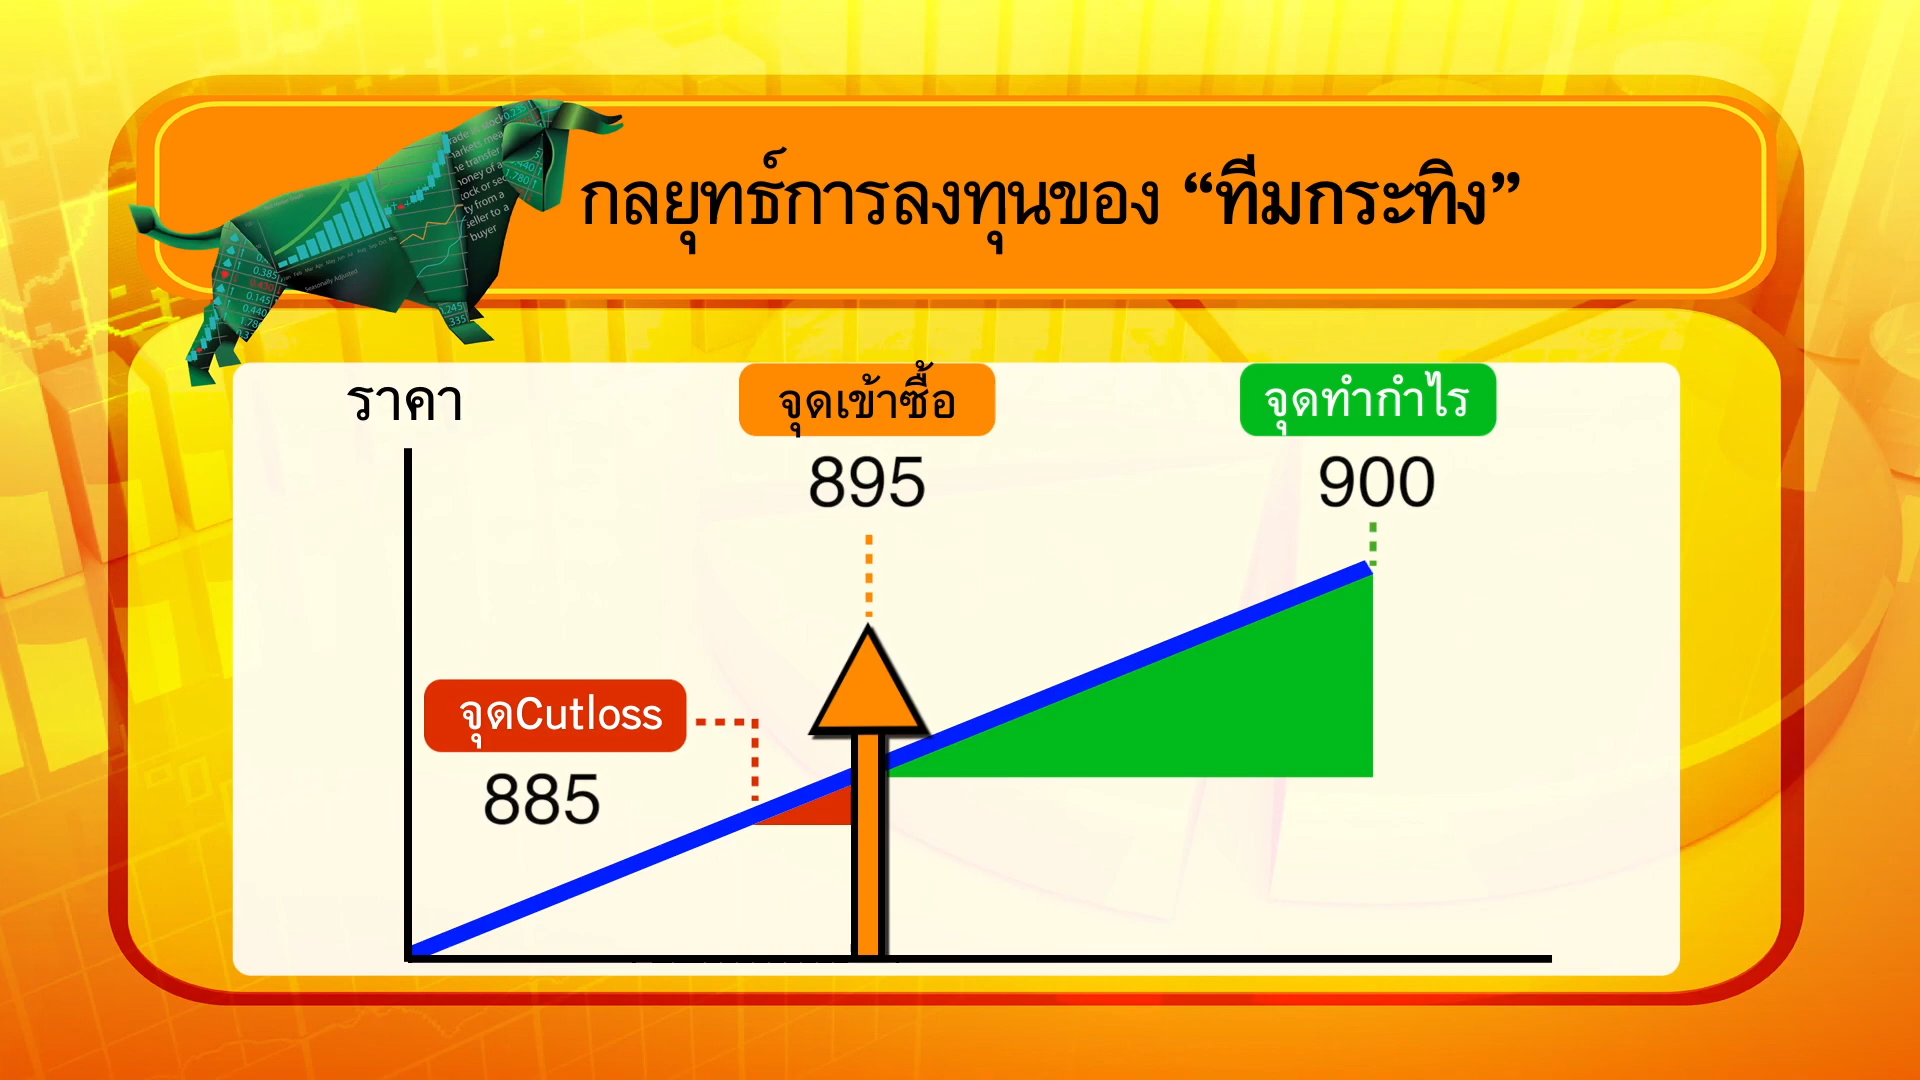 กลยุทธ์การลงทุนของ “ทีมกระทิง”
ราคา
จุดเข้าซื้อ
895
จุดทำกำไร
900
จุดCutloss
885